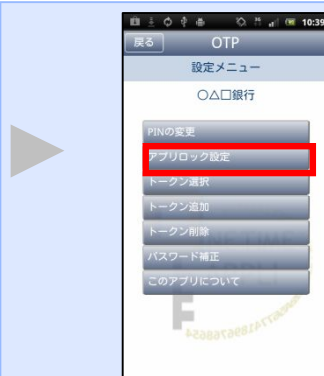 10:39
戻る OTP
設定メニュー
○△□銀行
PINの変更
アプリロック設定
トークン選択
トークン追加
トークン削除
パスワード補正
このアプリについて